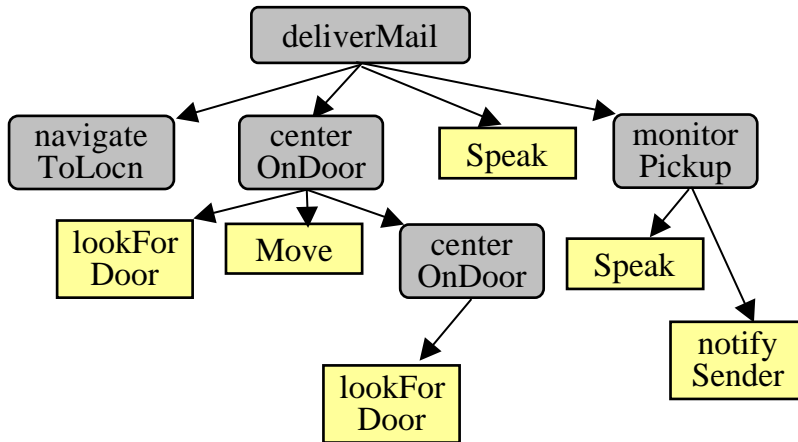 deliverMail
navigate
ToLocn
center
OnDoor
Speak
monitor
Pickup
lookFor
Door
Move
center
OnDoor
Speak
lookFor
Door
notify
Sender